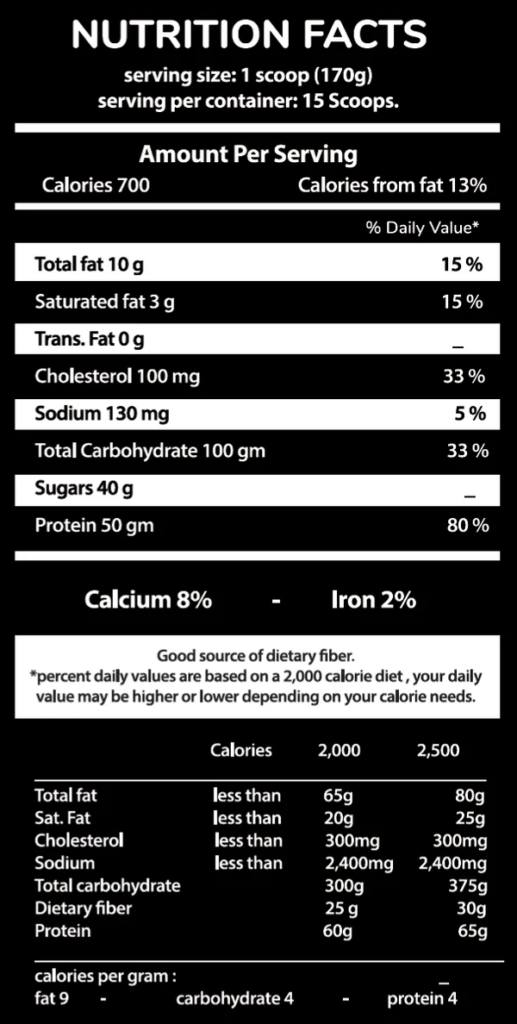 NUTRITION FACTS
serving size: 1 scoop (170g)
serving per container: 15 Scoops.
Amount Per Serving
Calories 700 Calories from fat 13%
% Daily Value*
Total fat 10 g 15 %
Saturated fat 3 g 15 %
Trans. Fat 0 g _
Cholesterol 100 mg 33 %
Sodium 130 mg 5 %
Total Carbohydrate 100 gm 33 %
Sugars 40 g _
Protein 50 gm 80 %
Calcium 8% - Iron 2%
Good source of dietary fiber.
*percent daily values are based on a 2,000 calorie diet , your daily
value may be higher or lower depending on your calorie needs.
Calories 2,000 2,500
Total fat less than 65g 80g
Sat. Fat less than 20g 25g
Cholesterol less than 300mg 300mg
Sodium less than 2,400mg 2,400mg
Total carbohydrate 300g 375g
Dietary fiber 25 g 30g
Protein 60g 65g
calories per gram : _
fat 9 - carbohydrate 4 - protein 4